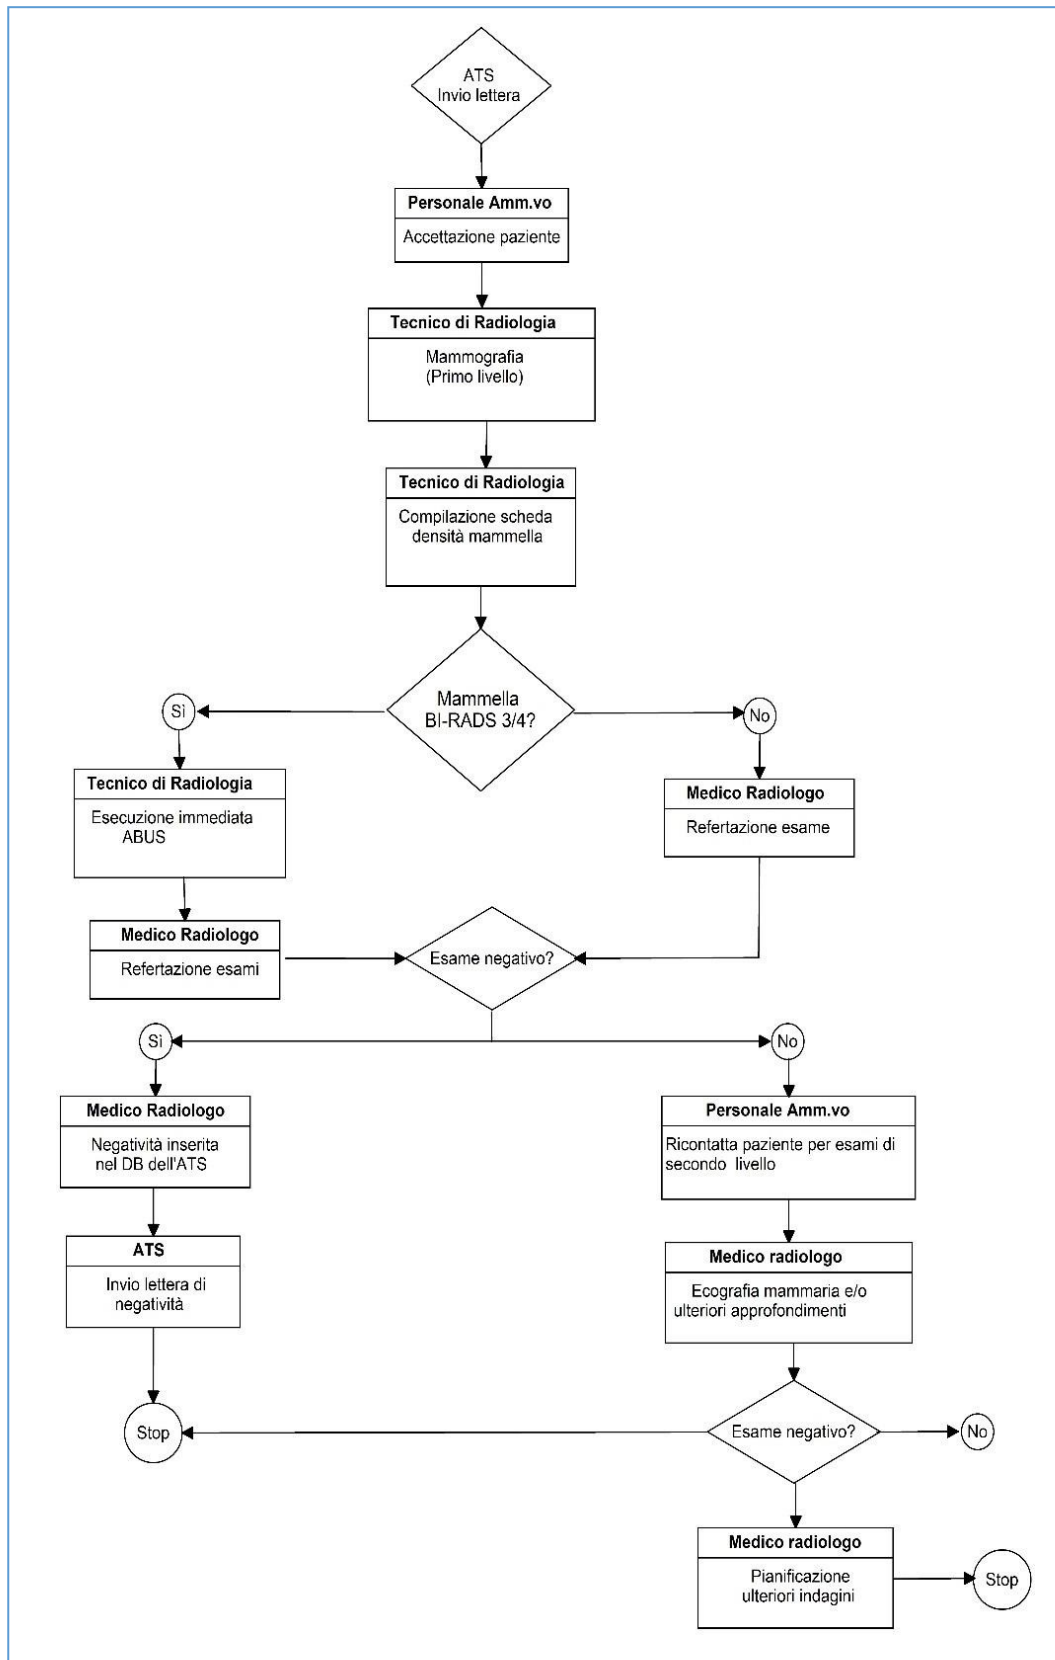 ATS
Invio lettera
Personale Amm.vo
Accettazione paziente
Tecnico di Radiologia
Mammografia
(Primo livello)
Tecnico di Radiologia
Compilazione scheda
densità mammella
Mammella
BI-RADS 3/4?
Sì
No
Tecnico di Radiologia
Esecuzione immediata
ABUS
Medico Radiologo
Refertazione esame
Medico Radiologo
Refertazione esami
Esame negativo?
Sì
No
Medico Radiologo
Negatività inserita
nel DB dell'ATS
Personale Amm.vo
Ricontatta paziente per esami di
secondo livello
ATS
Invio lettera di
negatività
Medico radiologo
Ecografia mammaria e/o
ulteriori approfondimenti
Stop
Esame negativo?
No
Medico radiologo
Pianificazione
ulteriori indagini
Stop